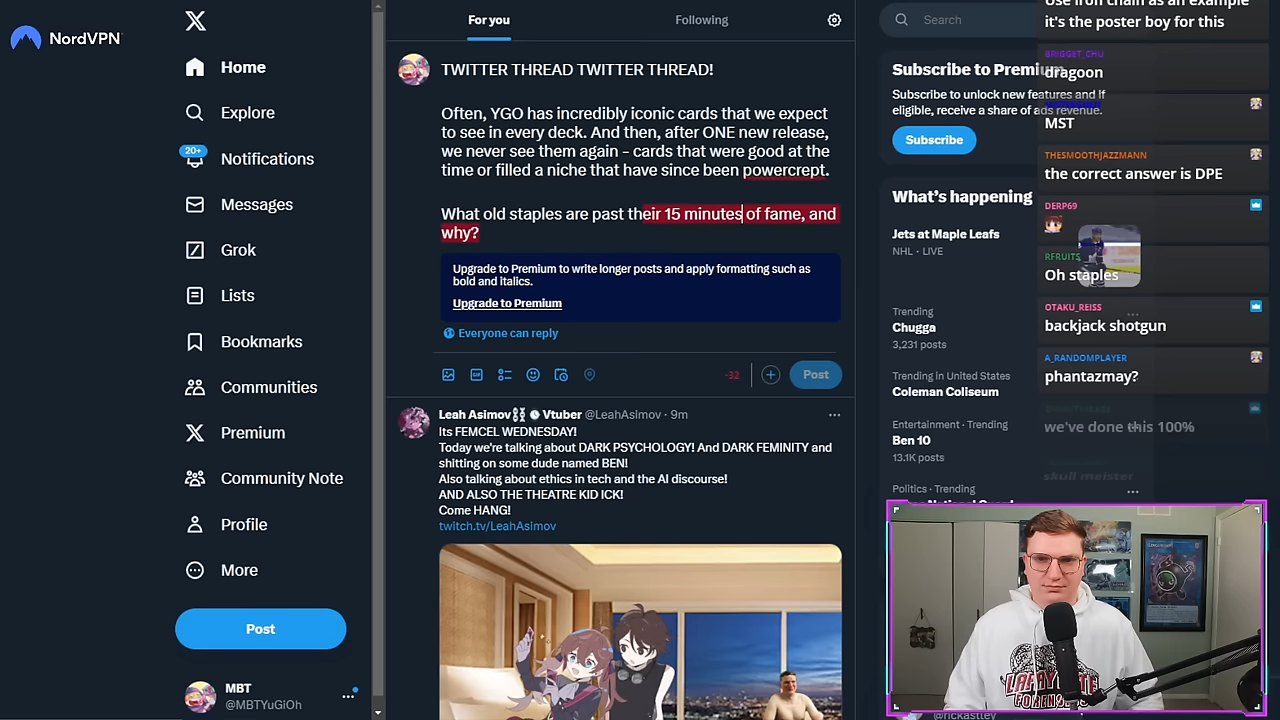 NordVPN
Home
Explore
20+
Notifications
Messages
Grok
Lists
Bookmarks
Communities
Premium
Community Note
Profile
More
Post
MBT
@MBTYuGiOh
For you
Following
TWITTER THREAD TWITTER THREAD!
Often, YGO has incredibly iconic cards that we expect
to see in every deck. And then, after ONE new release,
we never see them again - cards that were good at the
time or filled a niche that have since been powercrept.
What old staples are past their 15 minutes of fame, and
why?
Upgrade to Premium to write longer posts and apply formatting such as
bold and italics.
Upgrade to Premium
Everyone can reply
-32
Post
Leah Asimov Vtuber @LeahAsimov · 9m
Its FEMCEL WEDNESDAY!
Today we're talking about DARK PSYCHOLOGY! And DARK FEMINITY and
shitting on some dude named BEN!
Also talking about ethics in tech and the AI discourse!
AND ALSO THE THEATRE KID ICK!
Come HANG!
twitch.tv/LeahAsimov
Search
Subscribe to Premium
Subscribe to unlock new features and if
eligible, receive a share of ads revenue.
Subscribe
What's happening
Jets at Maple Leafs
NHL · LIVE
Trending
Chugga
3,231 posts
Trending in United States
Coleman Coliseum
Entertainment · Trending
Ben 10
13.1K posts
Politics · Trending
Use iron chain as an example
it's the poster boy for this
BRIGGET_CHU
dragoon
MST
THESMOOTHJAZZMANN
the correct answer is DPE
DERP69
RFRUITS
Oh staples
OTAKU_REISS
backjack shotgun
A_RANDOMPLAYER
phantazmay?
we've done this 100%
skull meister
@rickastley